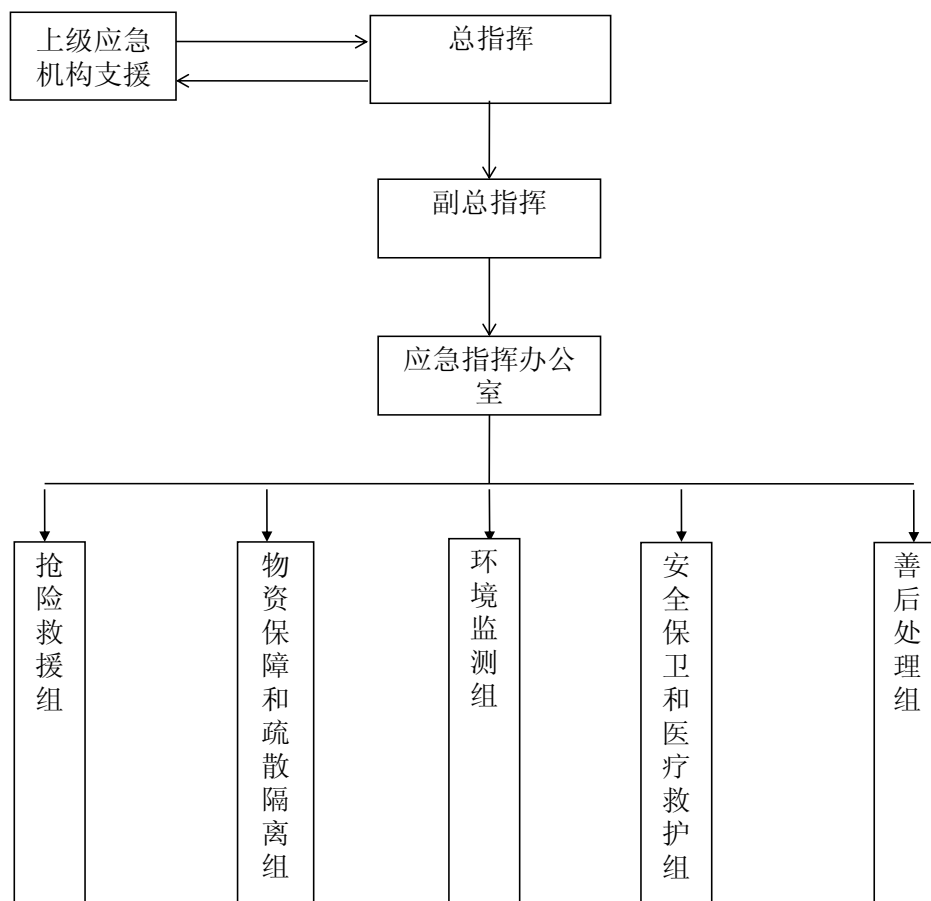 上级应急
机构支援
总指挥
副总指挥
应急指挥办公
室
抢险救援组
物资保障和疏散隔离组
环境监测组
安全保卫和医疗救护组
善后处理组